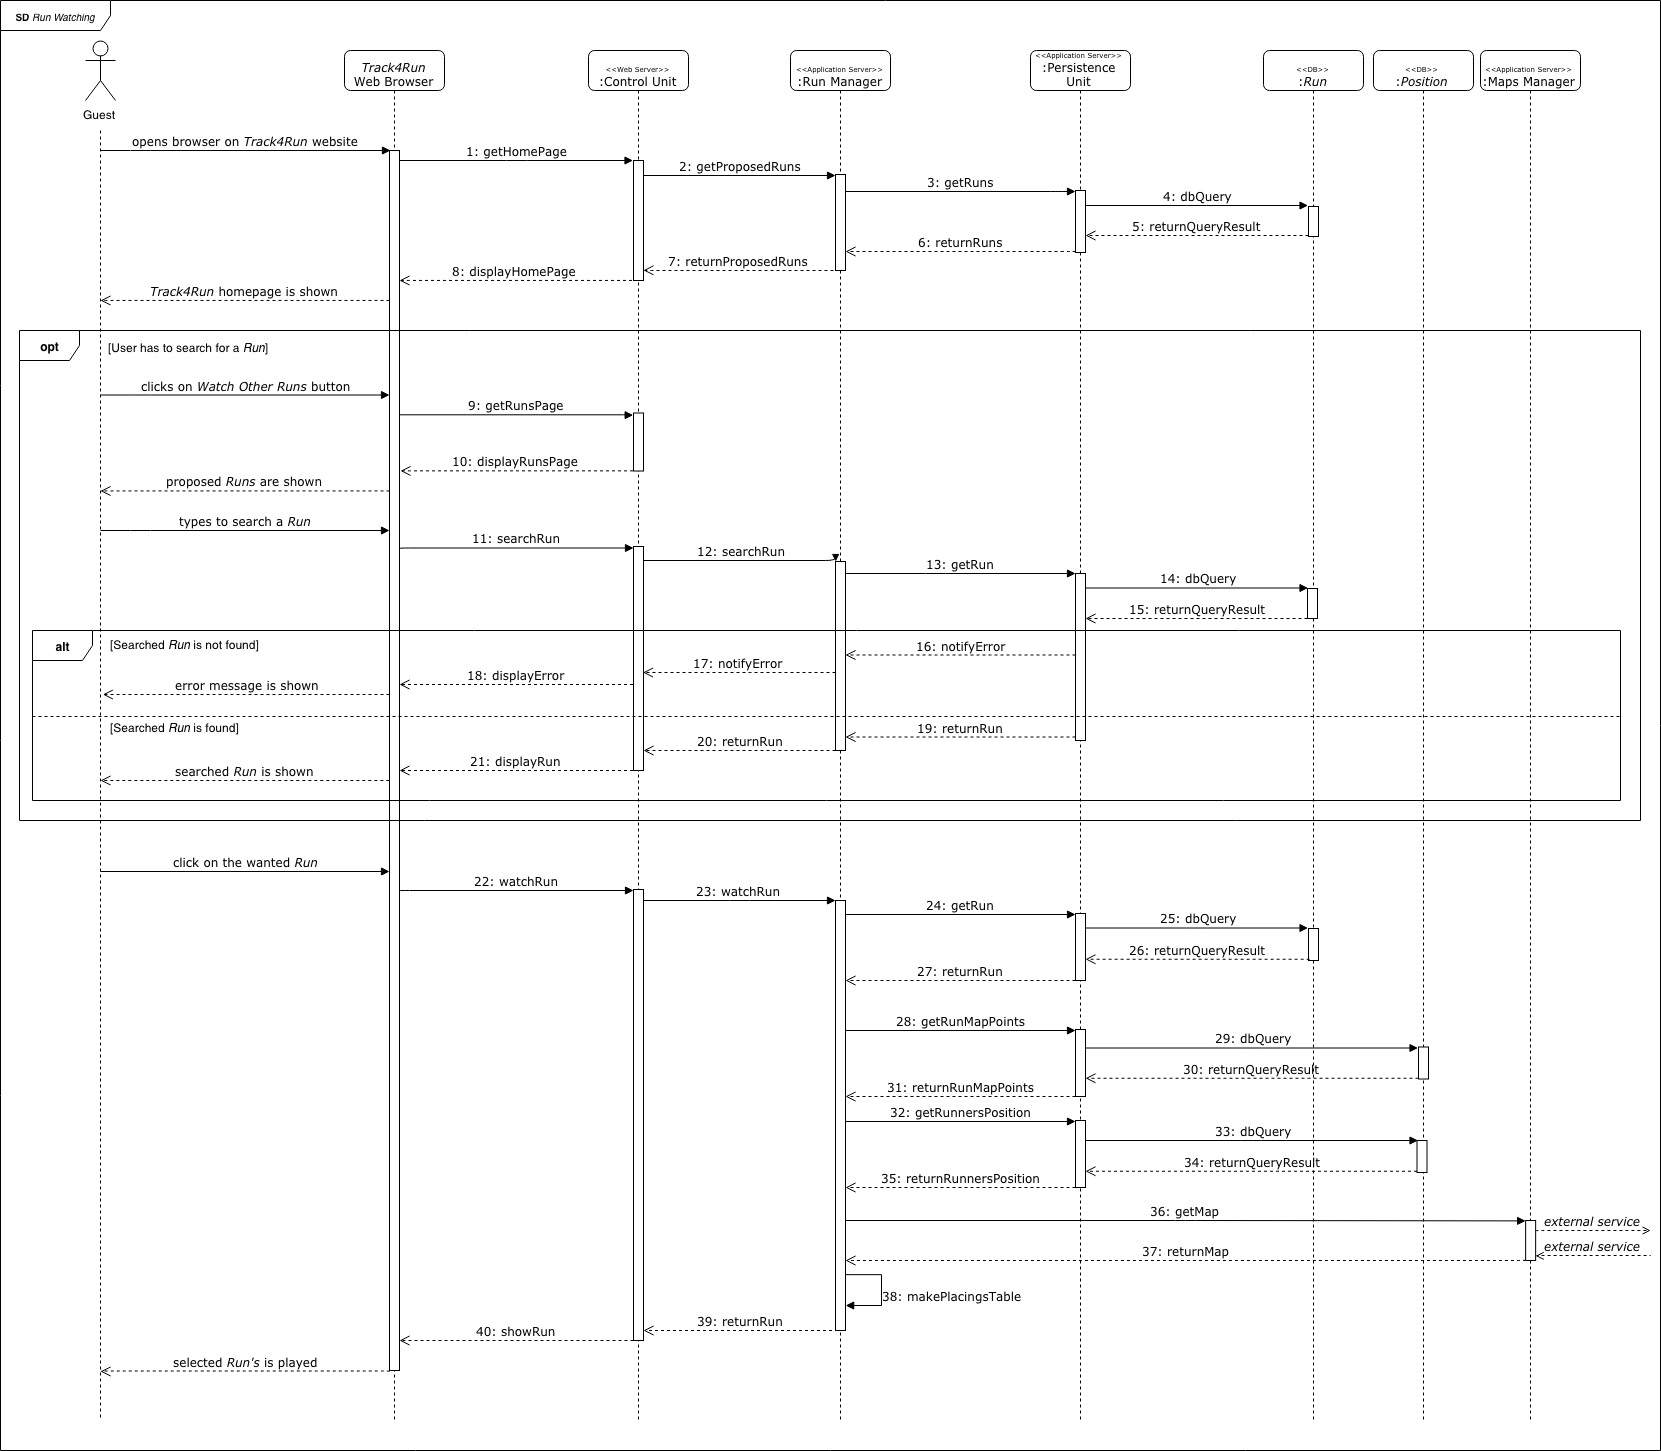 SD Run Watching
Guest
Track4Run
Web Browser
<<Web Server>>
:Control Unit
<<Application Server>>
:Run Manager
<<Application Server>>
:Persistence
Unit
<<DB>>
:Run
<<DB>>
:Position
<<Application Server>>
:Maps Manager
opens browser on Track4Run website
1: getHomePage
2: getProposedRuns
3: getRuns
4: dbQuery
5: returnQueryResult
6: returnRuns
7: returnProposedRuns
8: displayHomePage
Track4Run homepage is shown
opt
[User has to search for a Run]
clicks on Watch Other Runs button
9: getRunsPage
10: displayRunsPage
proposed Runs are shown
types to search a Run
11: searchRun
12: searchRun
13: getRun
14: dbQuery
15: returnQueryResult
alt
[Searched Run is not found]
16: notifyError
17: notifyError
18: displayError
error message is shown
[Searched Run is found]
19: returnRun
20: returnRun
21: displayRun
searched Run is shown
click on the wanted Run
22: watchRun
23: watchRun
24: getRun
25: dbQuery
26: returnQueryResult
27: returnRun
28: getRunMapPoints
29: dbQuery
30: returnQueryResult
31: returnRunMapPoints
32: getRunnersPosition
33: dbQuery
34: returnQueryResult
35: returnRunnersPosition
36: getMap
external service
external service
37: returnMap
38: makePlacingsTable
39: returnRun
40: showRun
selected Run's is played